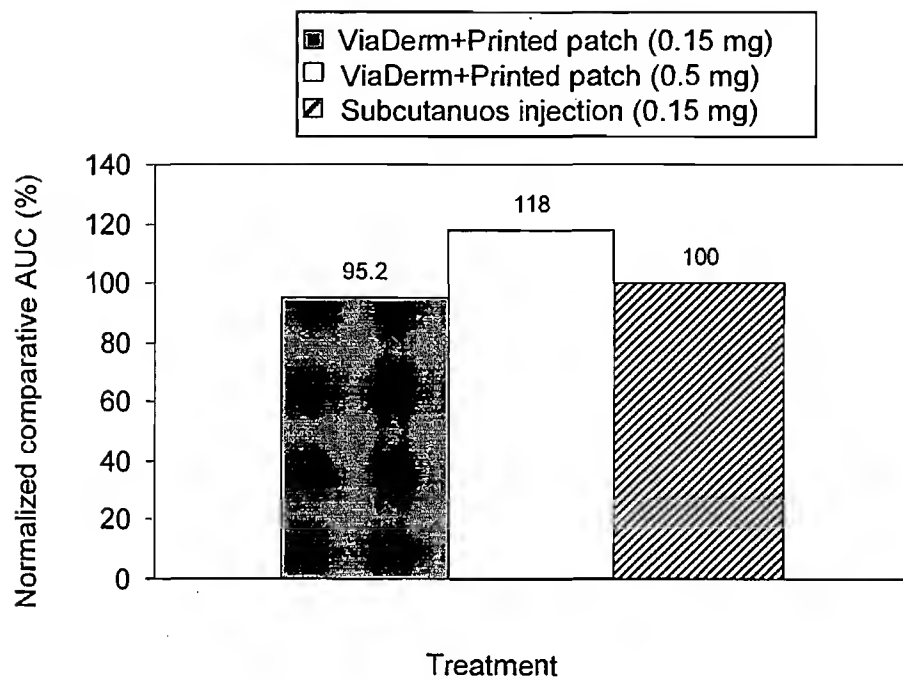 ViaDerm+Printed patch (0.15 mg)
ViaDerm+Printed patch (0.5 mg)
Subcutanuos injection (0.15 mg)
Normalized comparative AUC (%)
140
120
100
80
60
40
20
0
95.2
118
100
Treatment